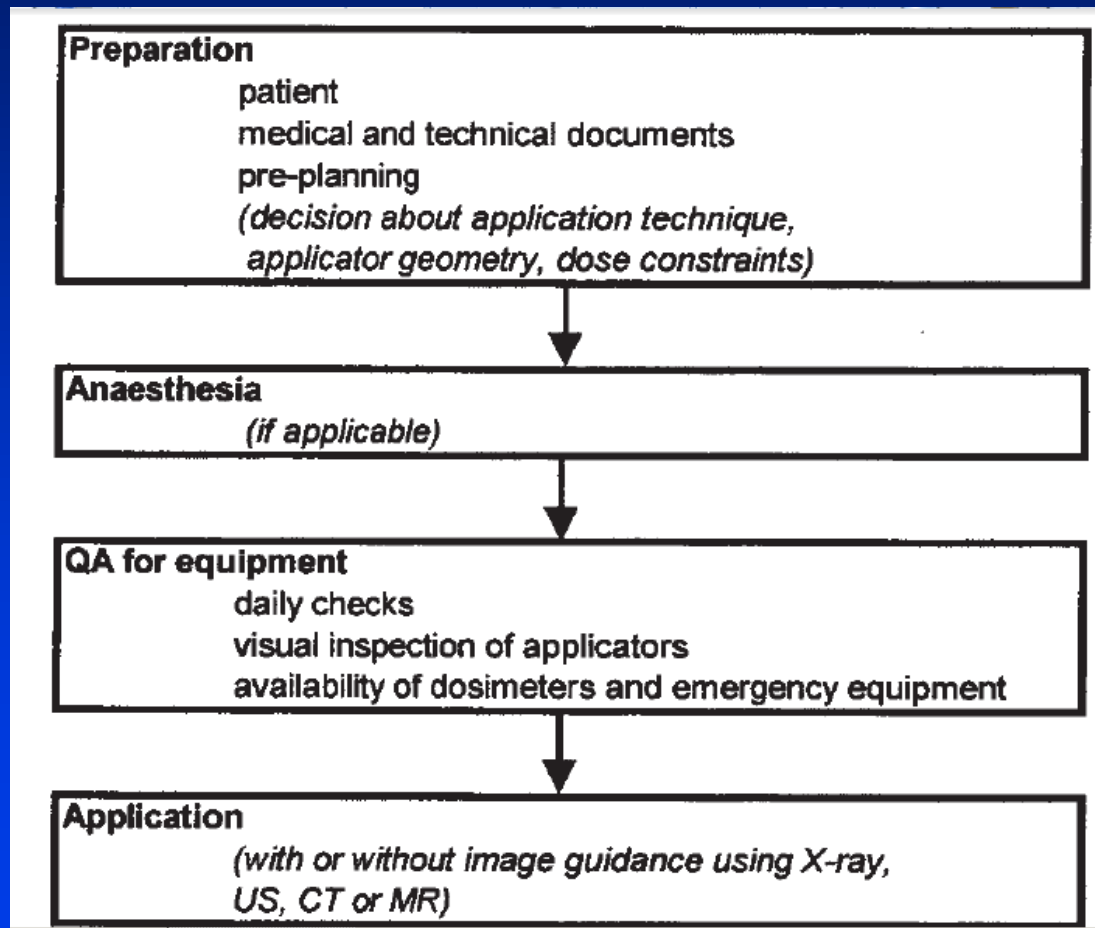 Preparation
patient
medical and technical documents
pre-planning
(decision about application technique,
applicator geometry, dose constraints)
Anaesthesia
(if applicable)
QA for equipment
daily checks
visual inspection of applicators
availability of dosimeters and emergency equipment
Application
(with or without image guidance using X-ray,
US, CT or MR)